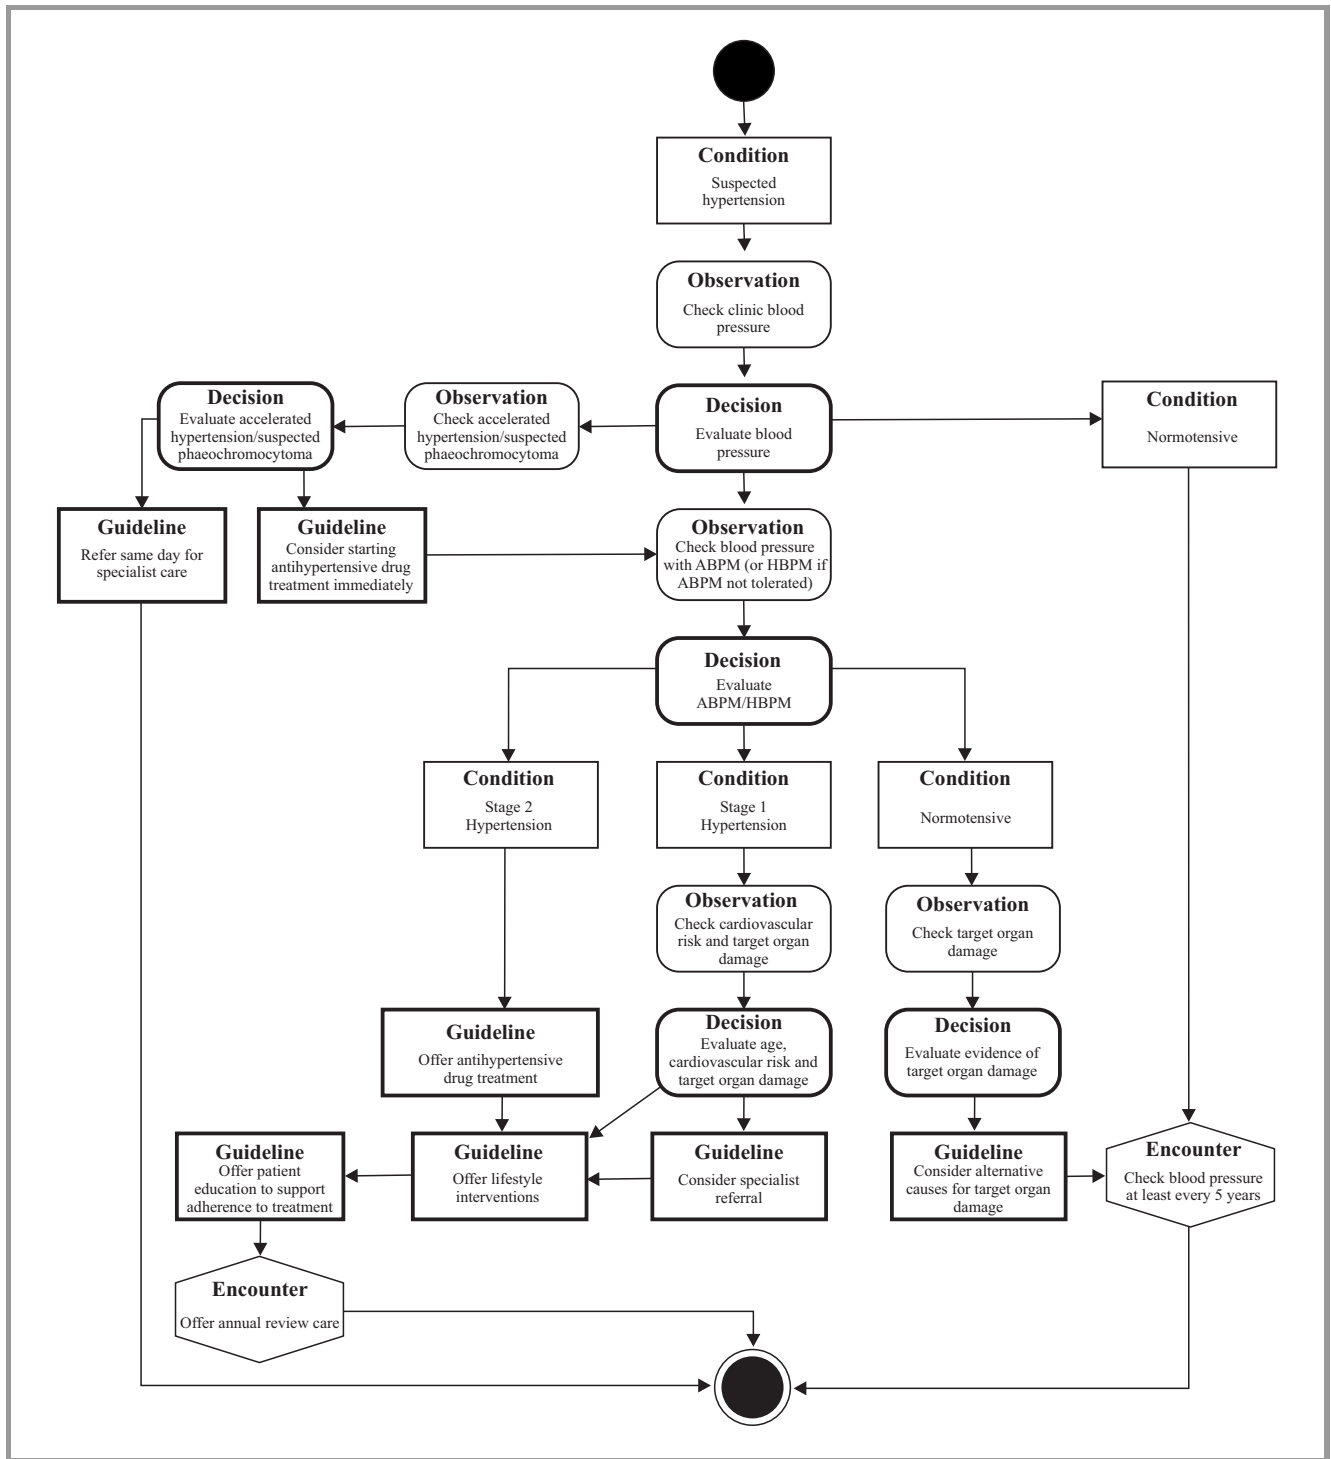 Condition
Suspected
hypertension
Observation
Check clinic blood
pressure
Decision
Evaluate accelerated
hypertension/suspected
phaeochromocytoma
Observation
Check accelerated
hypertension/suspected
phaeochromocytoma
Decision
Evaluate blood
pressure
Condition
Normotensive
Guideline
Refer same day for
specialist care
Guideline
Consider starting
antihypertensive drug
treatment immediately
Observation
Check blood pressure
with ABPM (or HBPM if
ABPM not tolerated)
Decision
Evaluate
ABPM/HBPM
Condition
Stage 2
Hypertension
Condition
Stage 1
Hypertension
Condition
Normotensive
Observation
Check cardiovascular
risk and target organ
damage
Observation
Check target organ
damage
Guideline
Offer antihypertensive
drug treatment
Decision
Evaluate age,
cardiovascular risk and
target organ damage
Decision
Evaluate evidence of
target organ damage
Guideline
Offer patient
education to support
adherence to treatment
Guideline
Offer lifestyle
interventions
Guideline
Consider specialist
referral
Guideline
Consider alternative
causes for target organ
damage
Encounter
Check blood pressure
at least every 5 years
Encounter
Offer annual review care